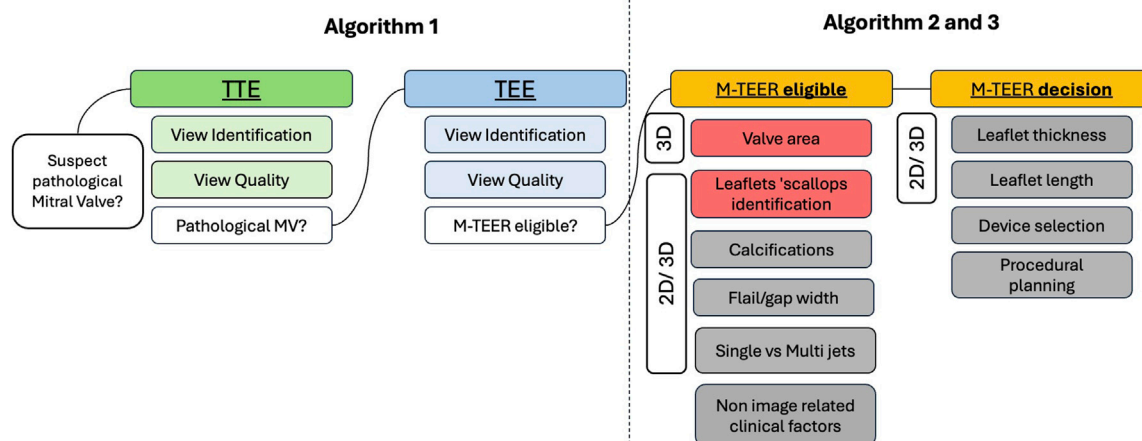 Algorithm 1
Algorithm 2 and 3
TTE
TEE
M-TEER eligible
M-TEER decision
Suspect
pathological
Mitral Valve?
View Identification
View Quality
Pathological MV?
View Identification
View Quality
M-TEER eligible?
3D
2D/ 3D
Valve area
Leaflets 'scallops
identification
Calcifications
Flail/gap width
Single vs Multi jets
Non image related
clinical factors
2D/ 3D
Leaflet thickness
Leaflet length
Device selection
Procedural
planning